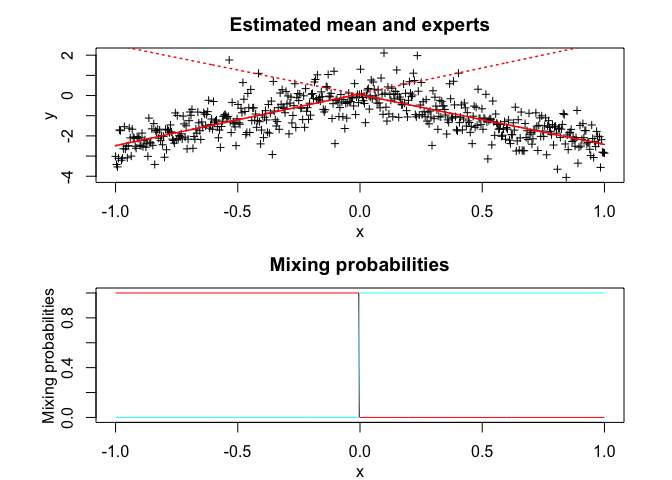 Estimated mean and experts
2
0
-2
-4
y
-1.0 -0.5 0.0 0.5 1.0
x
Mixing probabilities
0.8
0.4
0.0
Mixing probabilities
-1.0 -0.5 0.0 0.5 1.0
x